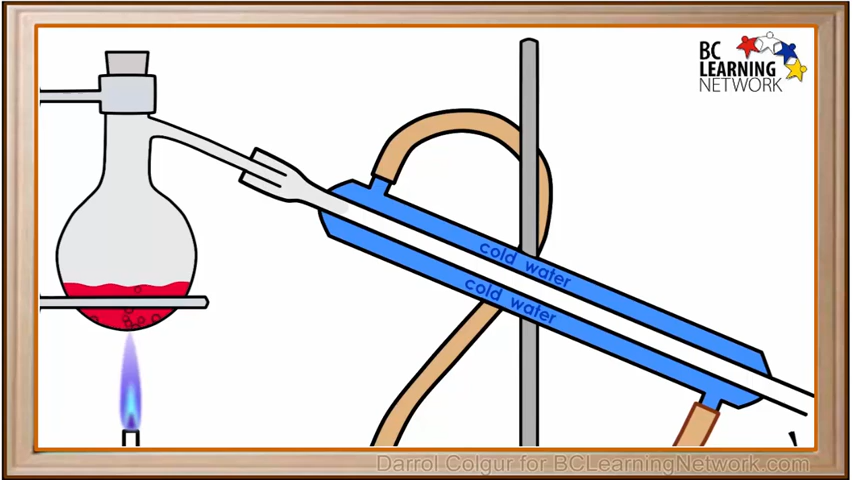 BC
LEARNING
NETWORK
cold water
cold water
Darrol Colgur for BCLearningNetwork.com